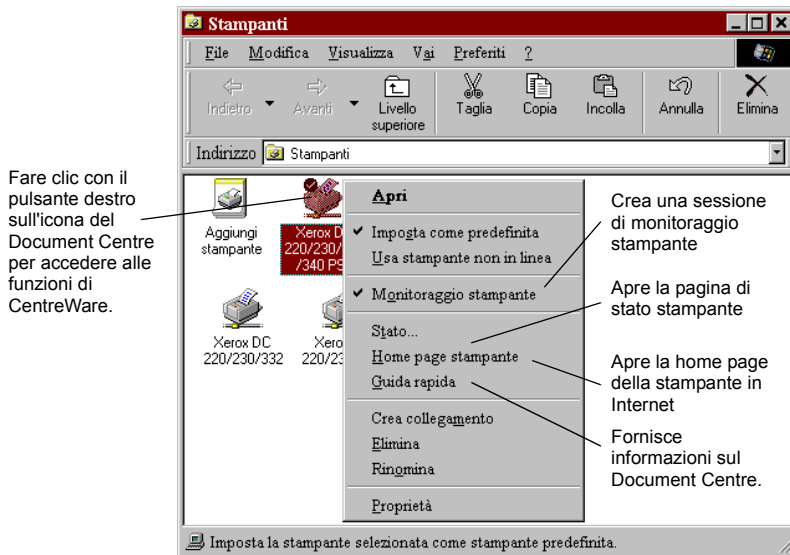 Stampanti
File Modifica Visualizza Vai Preferiti ?
Indietro Avanti Livello superiore Taglia Copia Incolla Annulla Elimina
Indirizzo Stampanti
Fare clic con il
pulsante destro
sull'icona del
Document Centre
per accedere alle
funzioni di
CentreWare.
Aggiungi
stampante
Xerox D
220/230/
/340 PS
Xerox DC
220/230/332
Xero
220/23
Apri
Imposta come predefinita
Usa stampante non in linea
Monitoraggio stampante
Stato...
Home page stampante
Guida rapida
Crea collegamento
Elimina
Rinomina
Proprietà
Crea una sessione
di monitoraggio
stampante
Apre la pagina di
stato stampante
Apre la home page
della stampante in
Internet
Fornisce
informazioni sul
Document Centre.
Imposta la stampante selezionata come stampante predefinita.